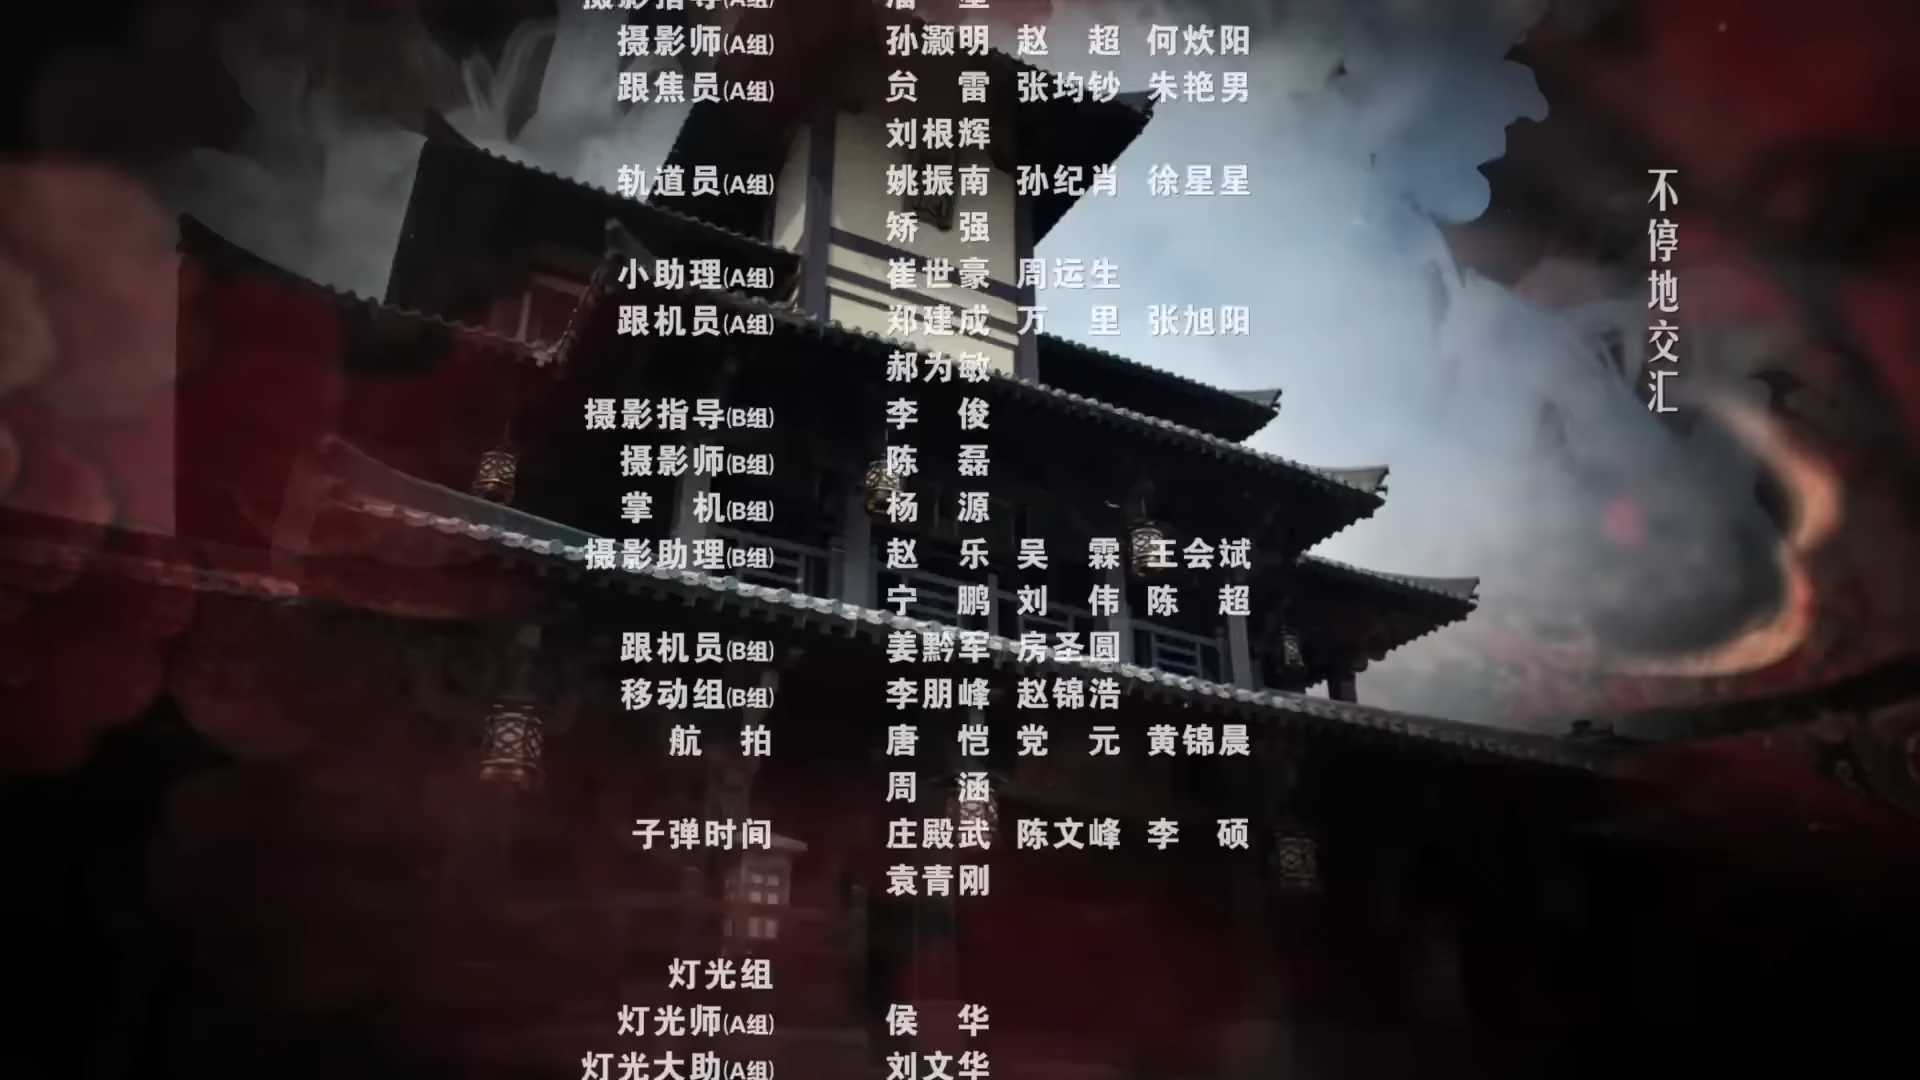 摄影师(A组) 孙灏明 赵 超 何炊阳
跟焦员(A组) 贠 雷 张均钞 朱艳男
刘根辉
轨道员(A组) 姚振南 孙纪肖 徐星星
矫 强
小助理(A组) 崔世豪 周运生
跟机员(A组) 郑建成 万 里 张旭阳
郝为敏
摄影指导(B组) 李 俊
摄影师(B组) 陈 磊
掌 机(B组) 杨 源
摄影助理(B组) 赵 乐 吴 霖 王会斌
宁 鹏 刘 伟 陈 超
跟机员(B组) 姜黔军 房圣圆
移动组(B组) 李朋峰 赵锦浩
航 拍 唐 恺 党 元 黄锦晨
周 涵
子弹时间 庄殿武 陈文峰 李 硕
袁青刚
灯光组
灯光师(A组) 侯 华
灯光大助(A组) 刘文华
不停地交汇